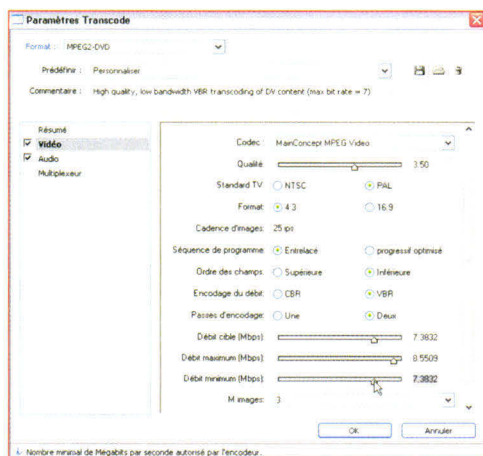 Paramètres Transcode
Format : MPEG2-DVD
Prédéfinir : Personnaliser
Commentaire : High quality, low bandwidth VBR transcoding of DV content (max bit rate = 7)
Résumé
Vidéo
Audio
Multiplexeur
Codec : MainConcept MPEG Video
Qualité: 3.50
Standard TV: NTSC PAL
Format: 4:3 16:9
Cadence d'images: 25 ips
Séquence de programme: Entrelacé progressif optimisé
Ordre des champs: Supérieure Inférieure
Encodage du débit: CBR VBR
Passes d'encodage: Une Deux
Débit cible (Mbps): 7.3832
Débit maximum (Mbps): 8.5509
Débit minimum (Mbps): 7.3832
M images: 3
OK Annuler
Nombre minimal de Mégabits par seconde autorisé par l'encodeur.